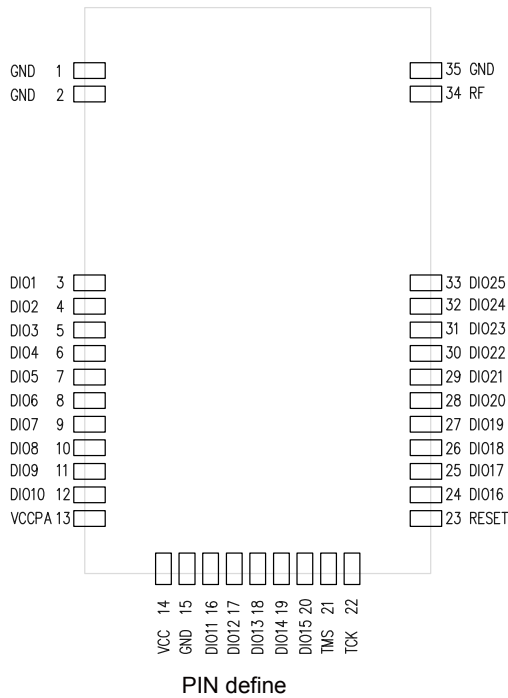 GND 1
GND 2
35 GND
34 RF
DIO1 3
DIO2 4
DIO3 5
DIO4 6
DIO5 7
DIO6 8
DIO7 9
DIO8 10
DIO9 11
DIO10 12
VCCPA 13
33 DIO25
32 DIO24
31 DIO23
30 DIO22
29 DIO21
28 DIO20
27 DIO19
26 DIO18
25 DIO17
24 DIO16
23 RESET
VCC 14
GND 15
DIO11 16
DIO12 17
DIO13 18
DIO14 19
DIO15 20
TMS 21
TCK 22
PIN define